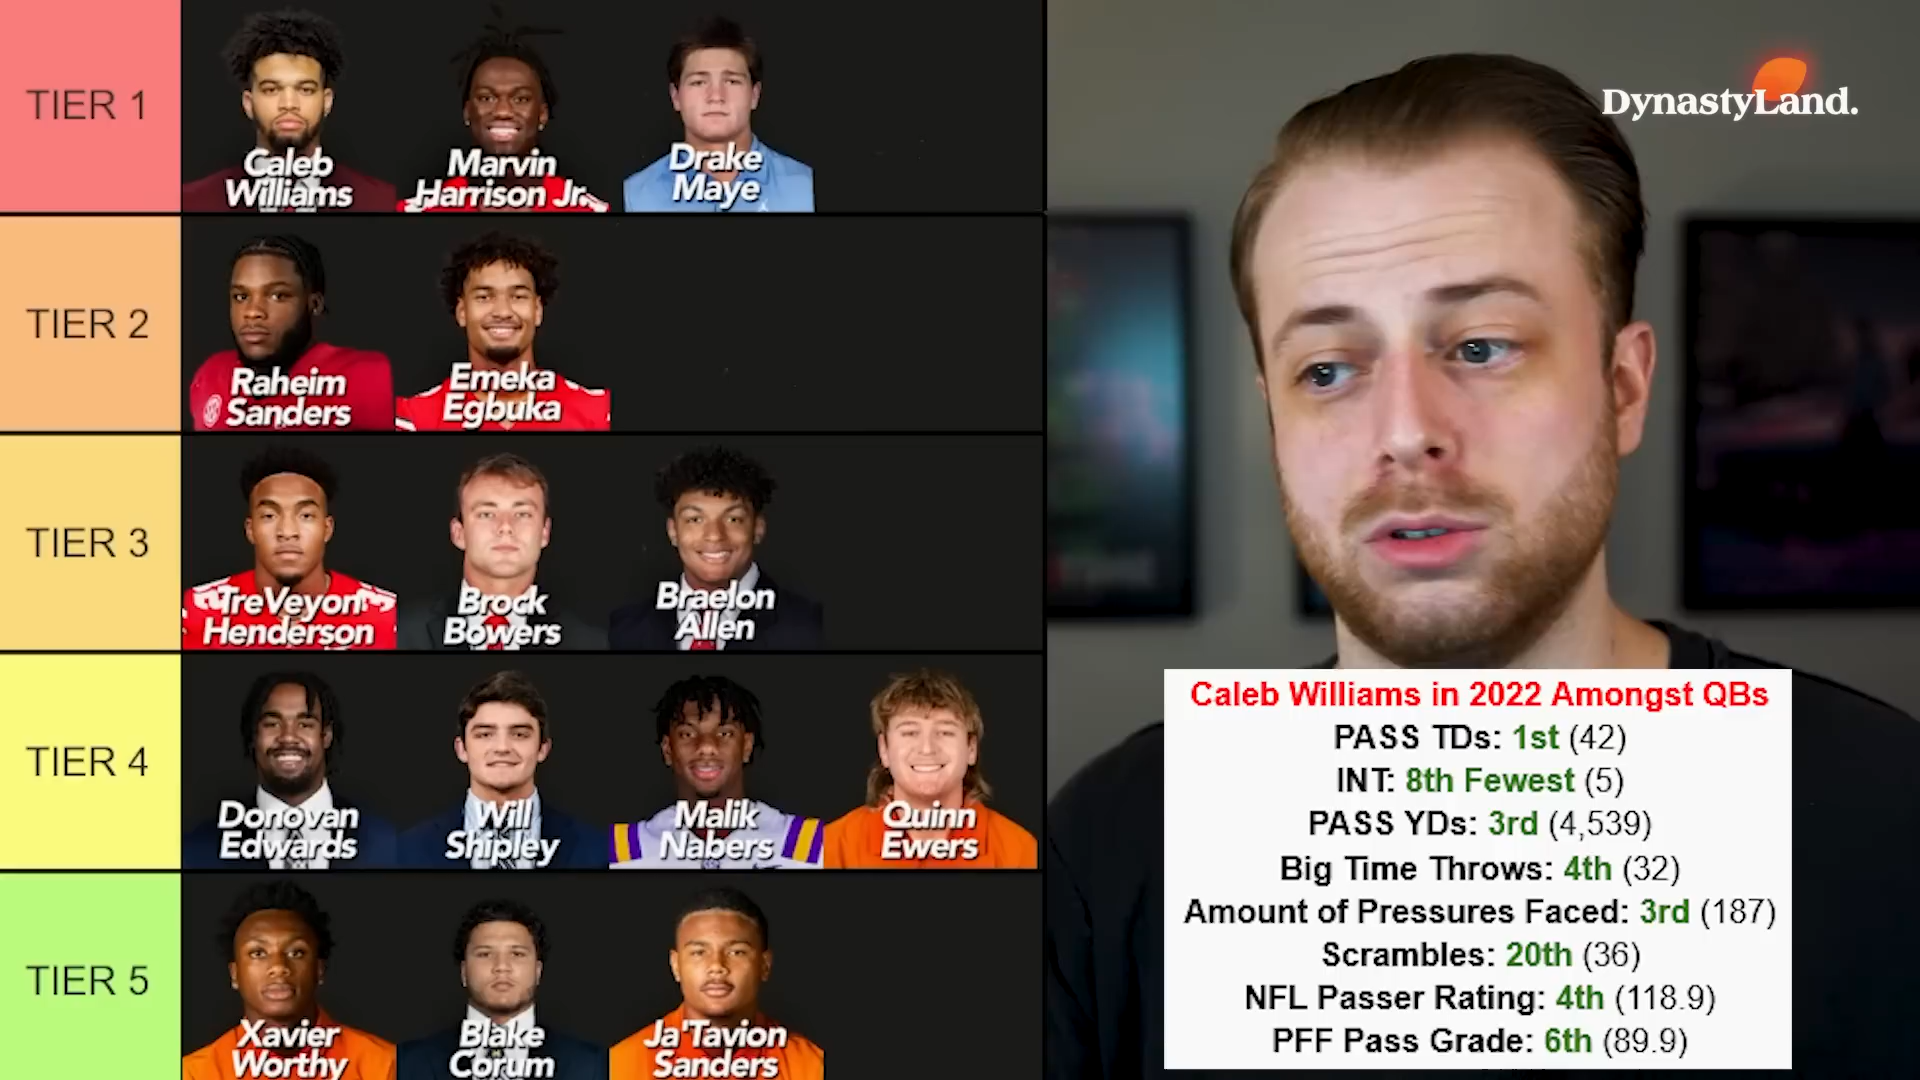 TIER 1
Caleb
Williams
Marvin
Harrison Jr.
Drake
Maye
TIER 2
Raheim
Sanders
Emeka
Egbuka
TIER 3
TreVeyon
Henderson
Brock
Bowers
Braelon
Allen
TIER 4
Donovan
Edwards
Will
Shipley
Malik
Nabers
Quinn
Ewers
TIER 5
Xavier
Worthy
Blake
Corum
Ja'Tavion
Sanders
DynastyLand.
Caleb Williams in 2022 Amongst QBs
PASS TDs: 1st (42)
INT: 8th Fewest (5)
PASS YDs: 3rd (4,539)
Big Time Throws: 4th (32)
Amount of Pressures Faced: 3rd (187)
Scrambles: 20th (36)
NFL Passer Rating: 4th (118.9)
PFF Pass Grade: 6th (89.9)